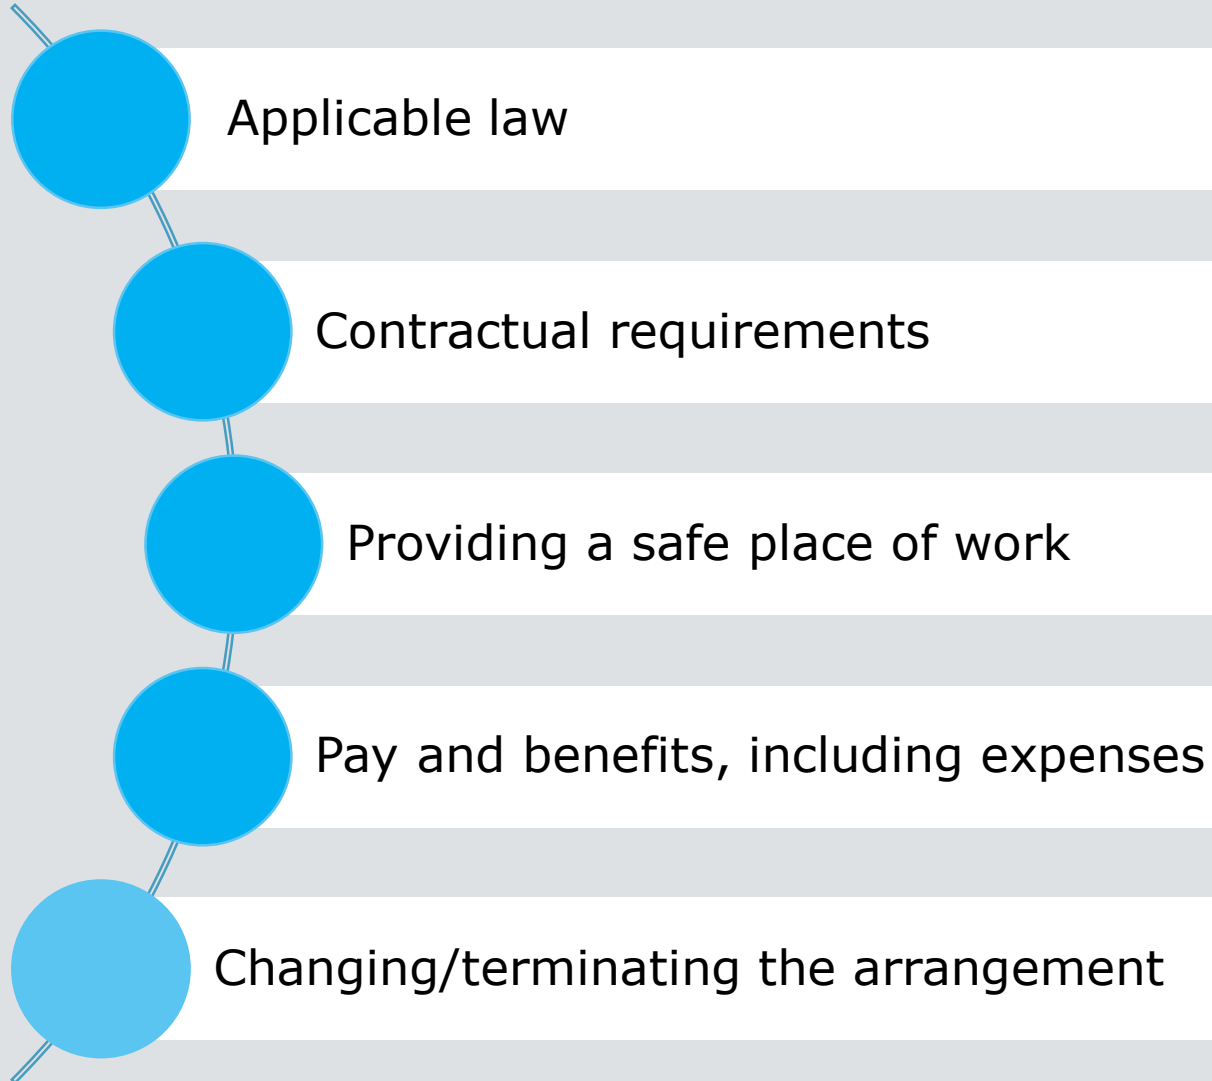 Applicable law
Contractual requirements
Providing a safe place of work
Pay and benefits, including expenses
Changing/terminating the arrangement